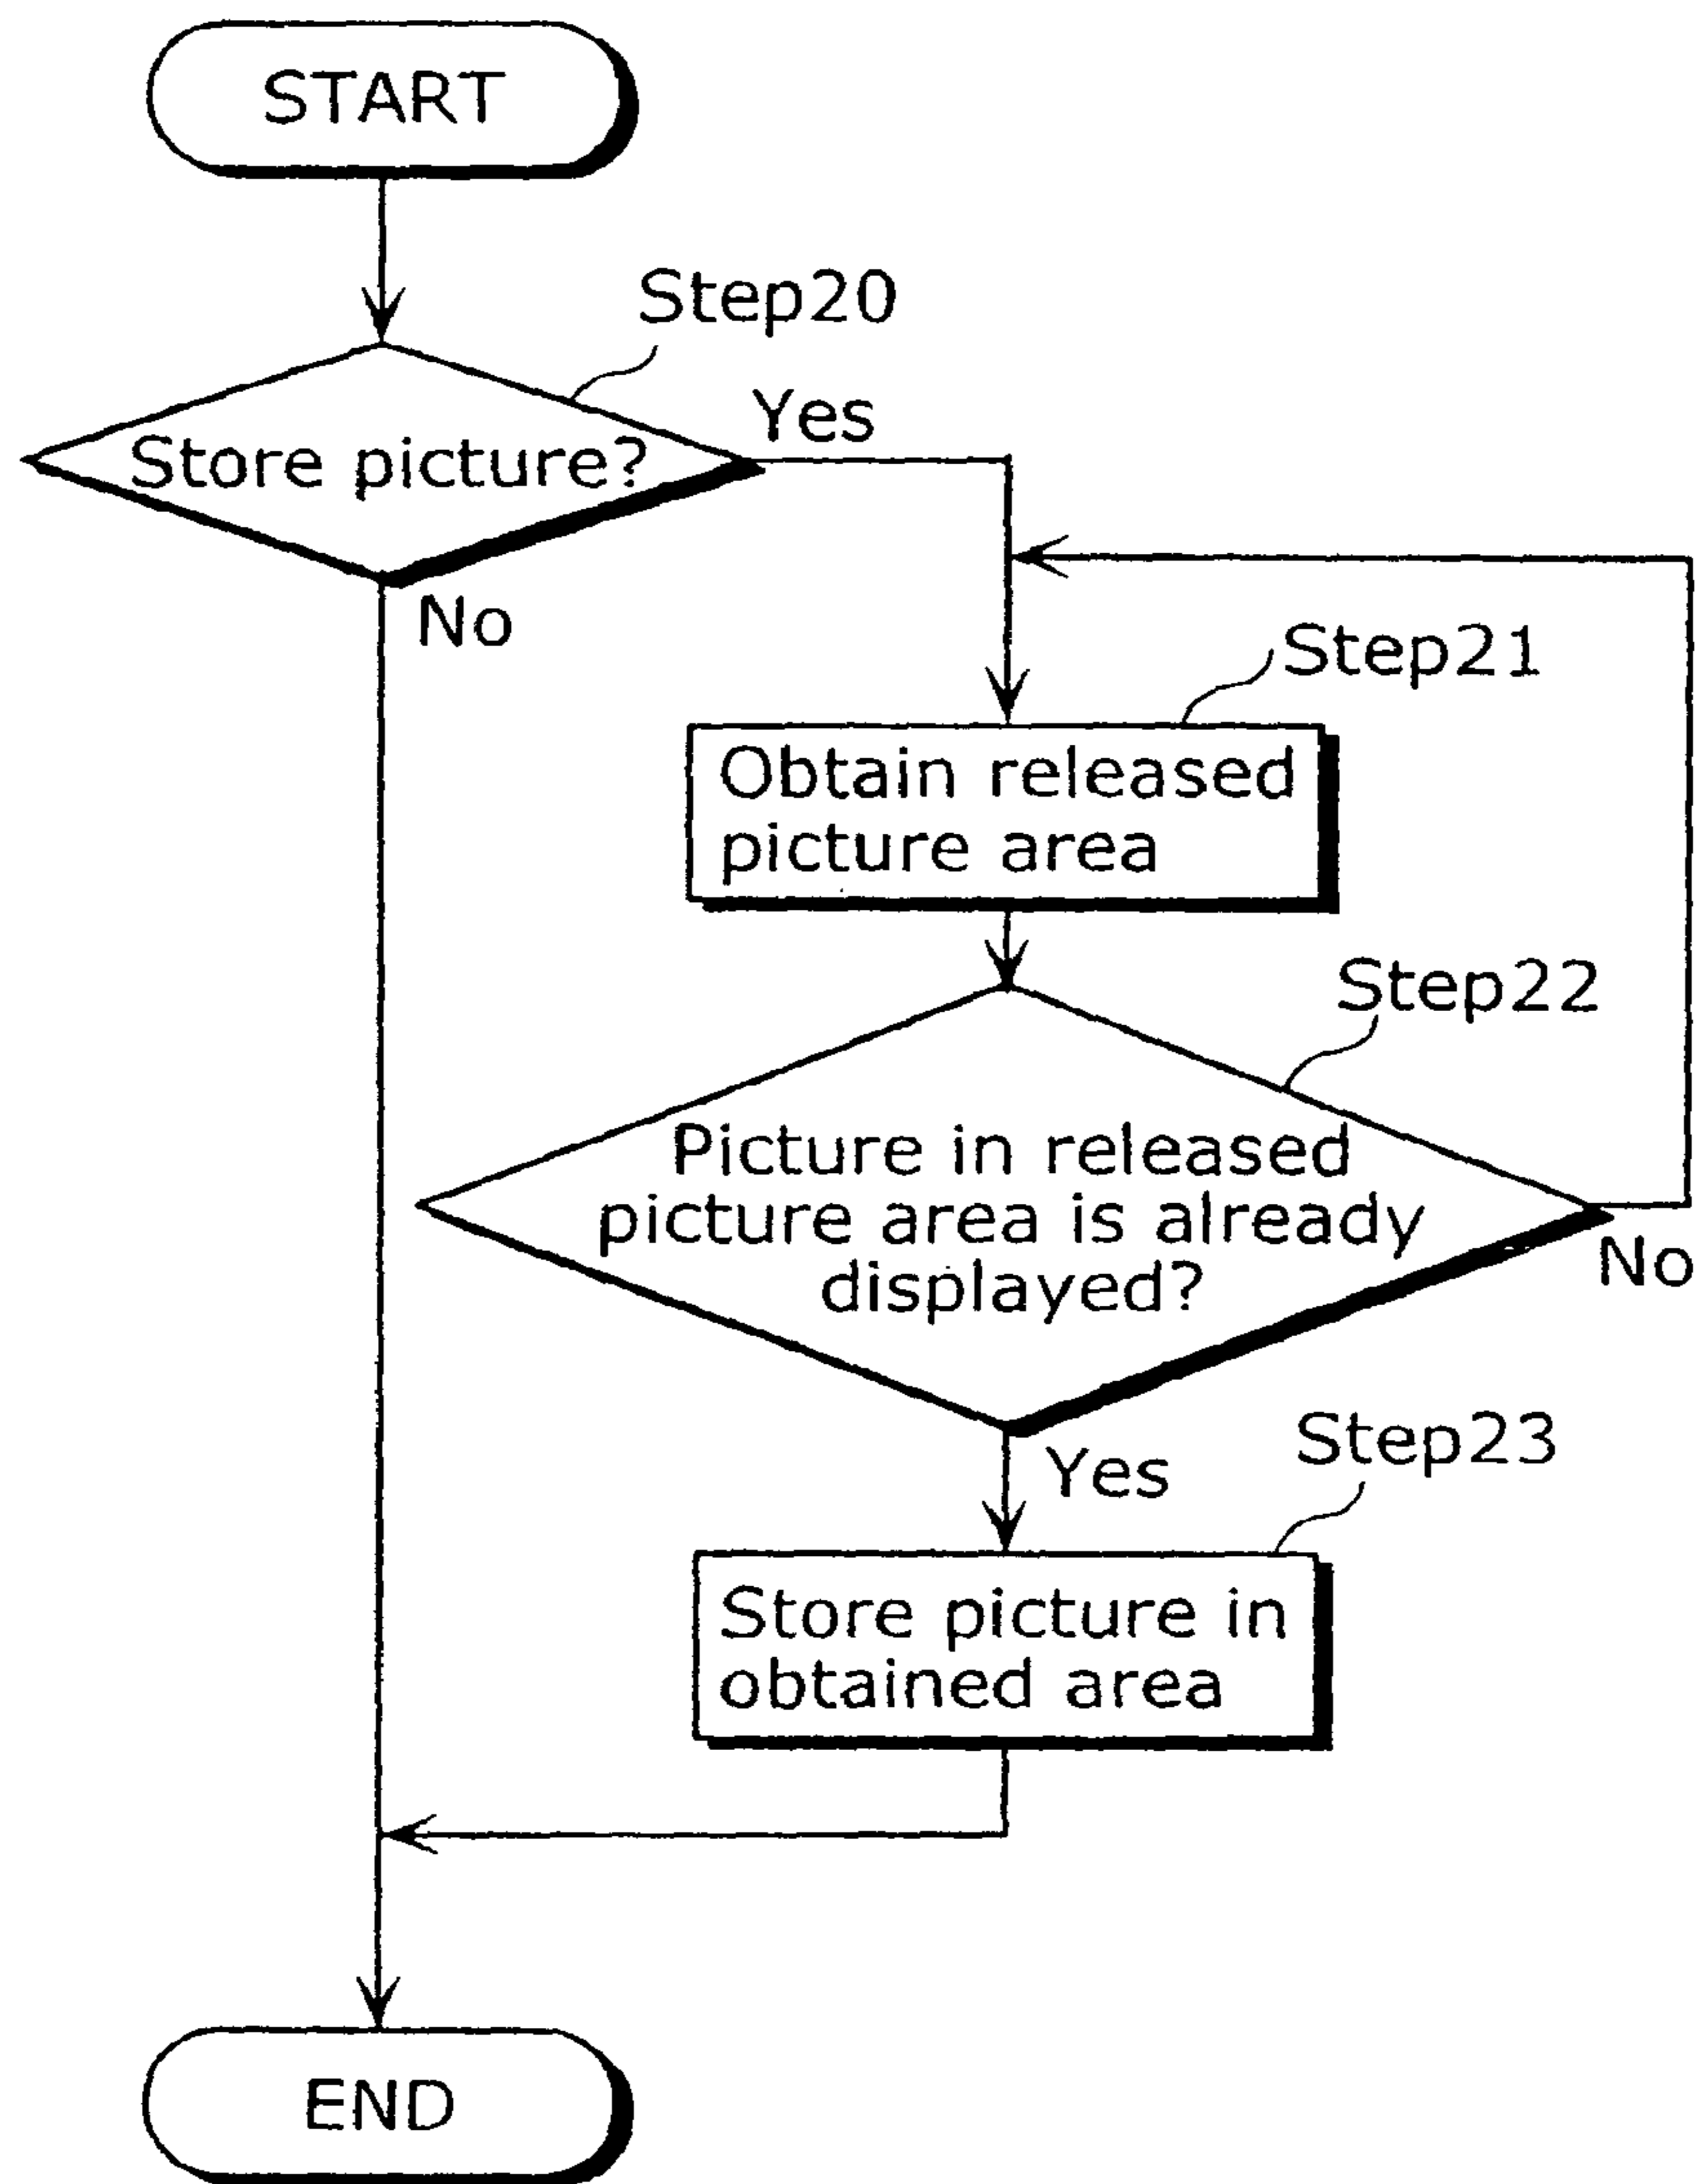 START
Step20
Yes
Store picture?
No
Step21
Obtain released
picture area
Step22
Picture in released
picture area is already
displayed?
No
Yes
Step23
Store picture in
obtained area
END